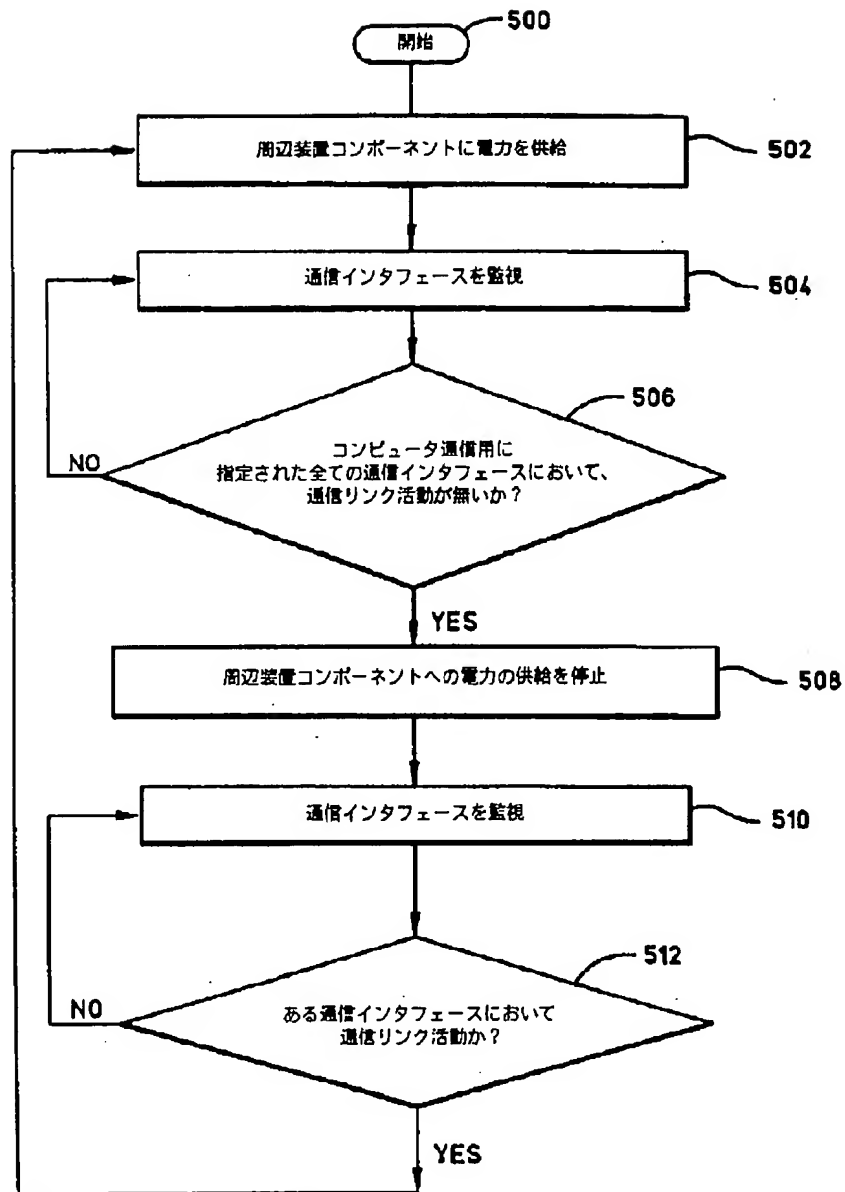 500
開始
周辺装置コンポーネントに電力を供給
502
通信インタフェースを監視
504
506
コンピュータ通信用に
指定された全ての通信インタフェースにおいて、
通信リンク活動が無いか?
NO
YES
周辺装置コンポーネントへの電力の供給を停止
508
通信インタフェースを監視
510
512
ある通信インタフェースにおいて
通信リンク活動か?
NO
YES